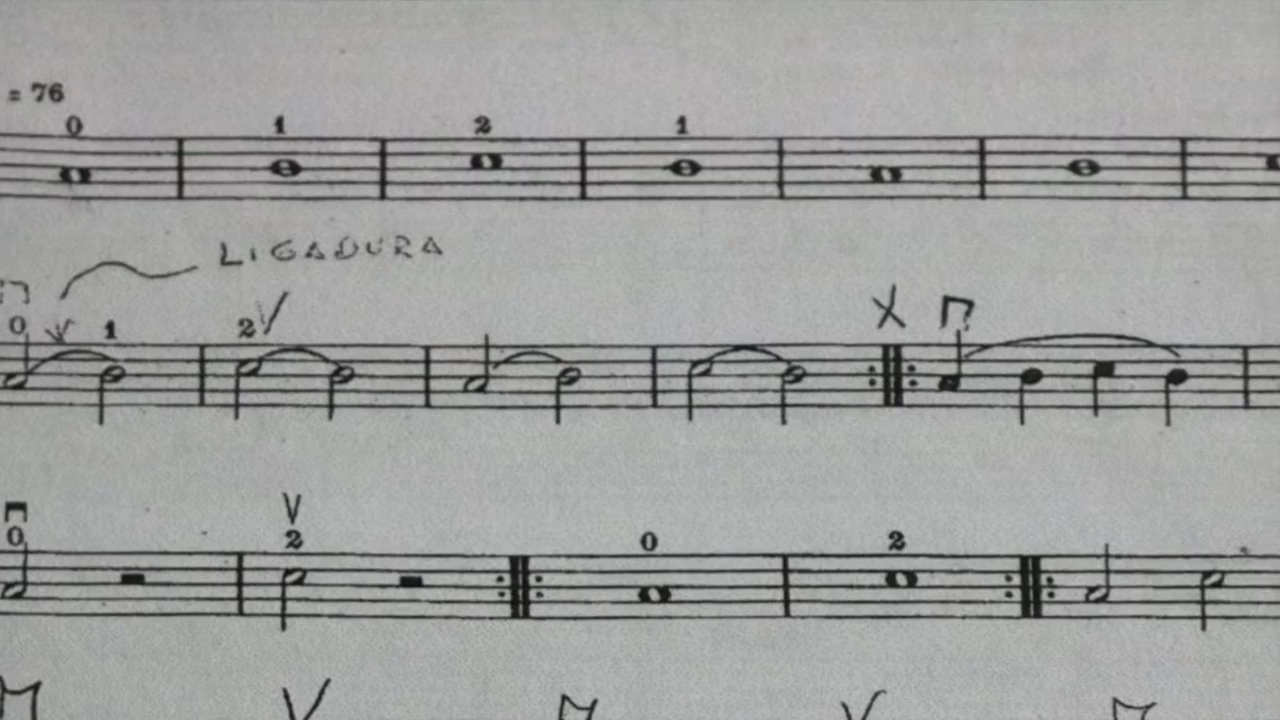 = 76
0 1 2 1
LIGADURA
0 1 2 V X
V
0 2 0 2
V V